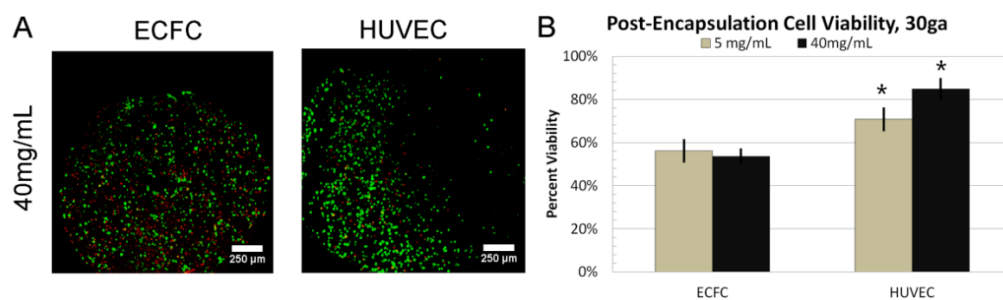 A
ECFC
HUVEC
40mg/mL
250 µm
250 µm
B
Post-Encapsulation Cell Viability, 30ga
5 mg/mL
40mg/mL
Percent Viability
100%
80%
60%
40%
20%
0%
*
*
ECFC
HUVEC